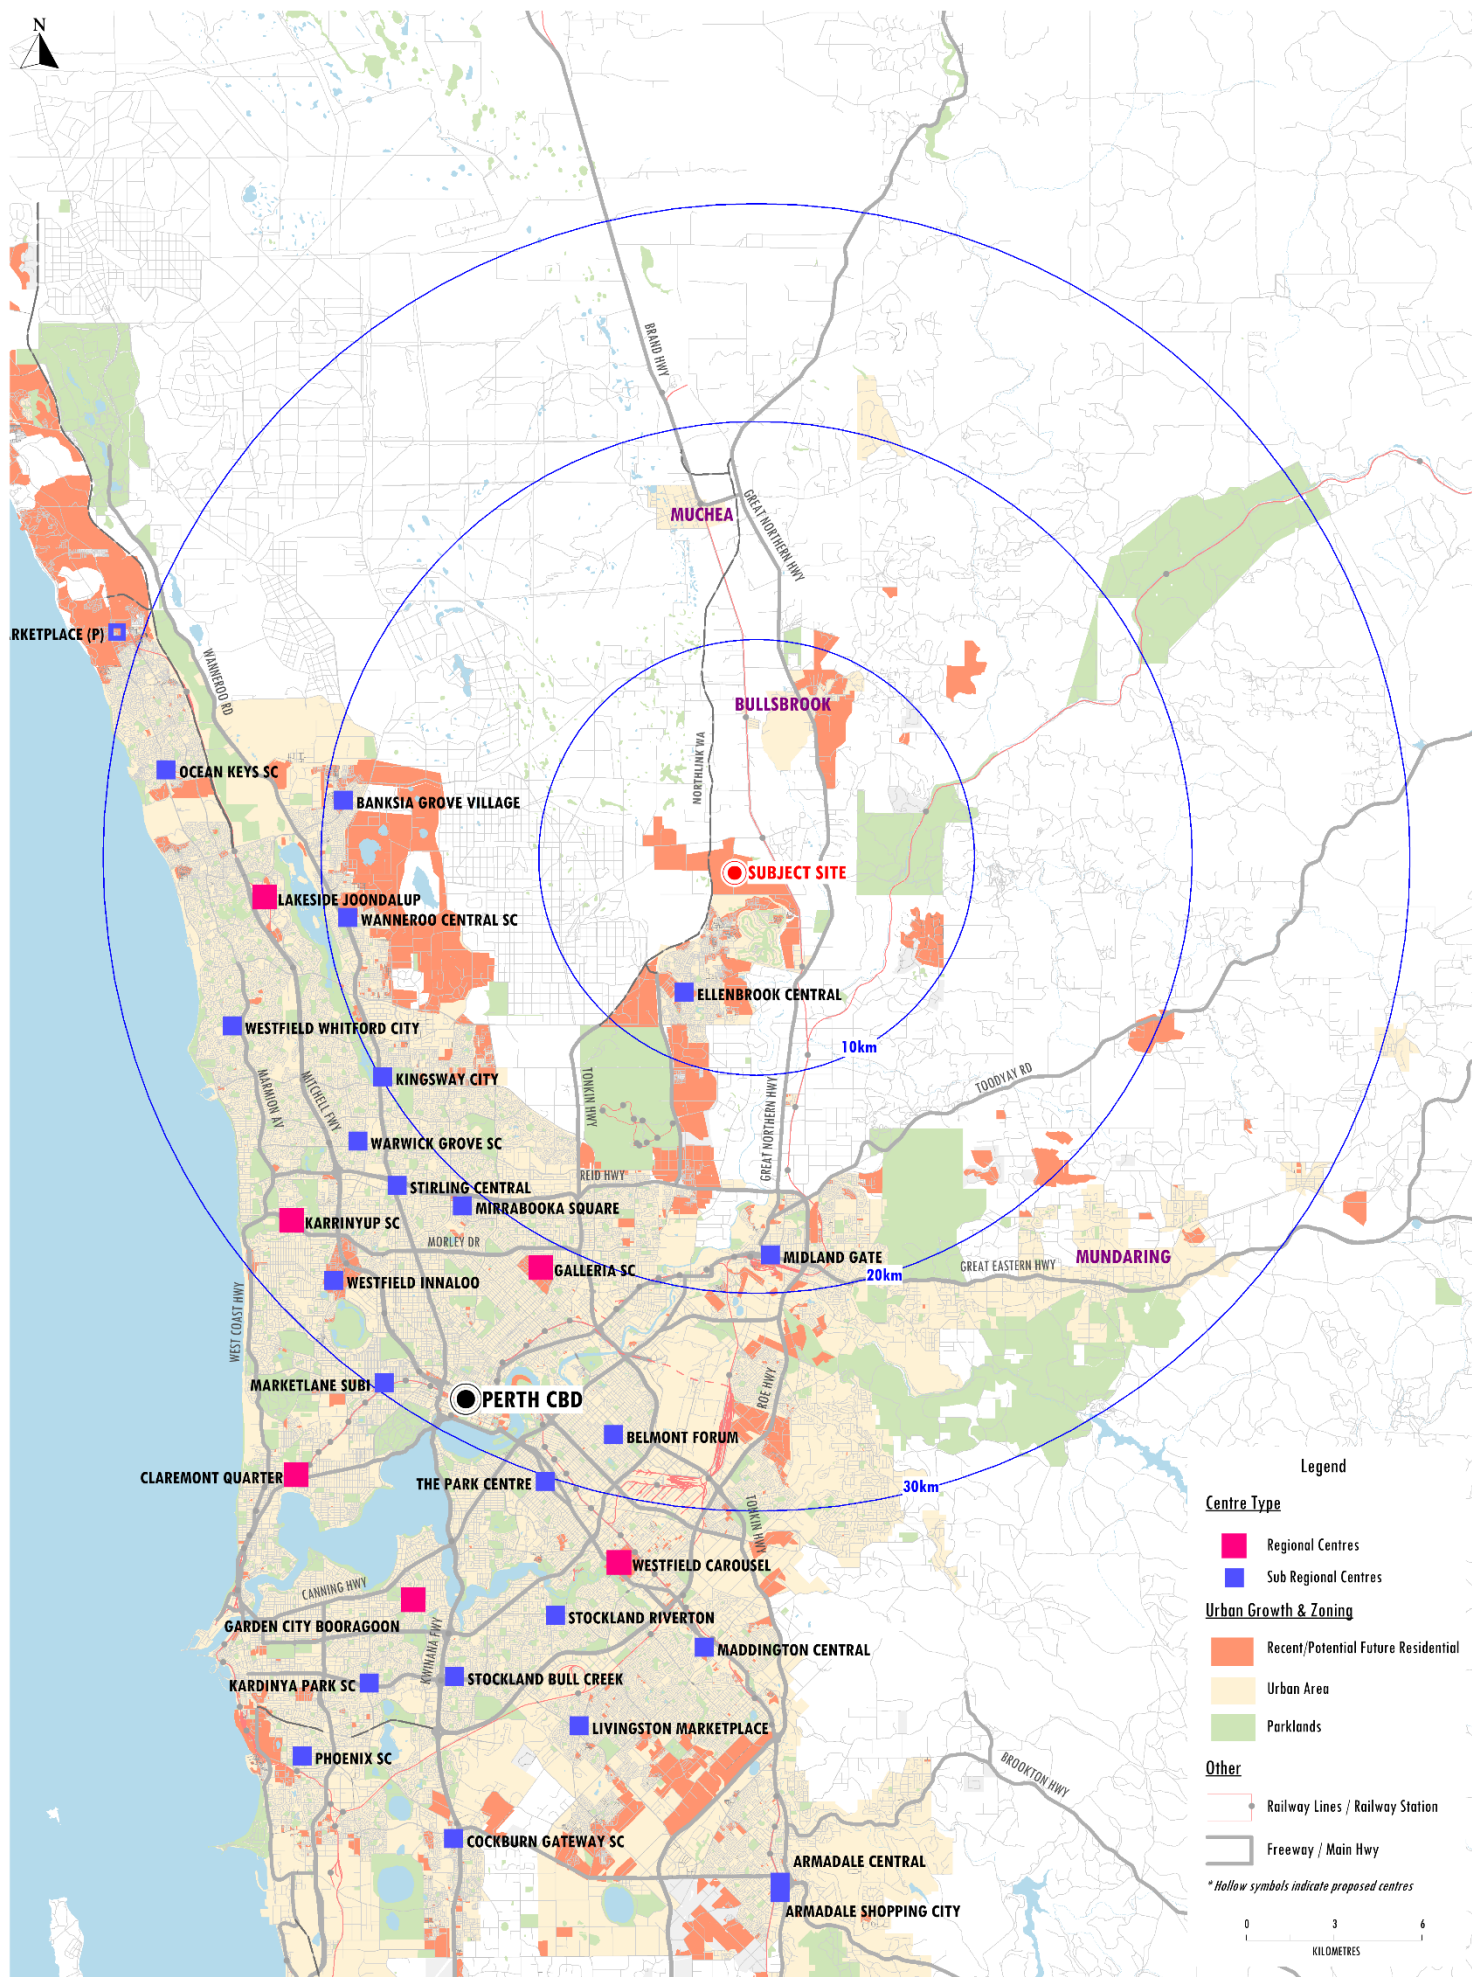 N
BRAND HWY
MUCHEA
GREAT NORTHERN HWY
RKETPLACE (P)
WANNEROO RD
BULLSBROOK
NORTHLINK WA
OCEAN KEYS SC
BANKSIA GROVE VILLAGE
SUBJECT SITE
LAKESIDE JOONDALUP
WANNEROO CENTRAL SC
ELLENBROOK CENTRAL
WESTFIELD WHITFORD CITY
10km
KINGSWAY CITY
MARMION AV
MITCHELL FWY
TONKIN HWY
GREAT NORTHERN HWY
TOODYAY RD
WARWICK GROVE SC
REID HWY
STIRLING CENTRAL
MIRRABOOKA SQUARE
KARRINYUP SC
MORLEY DR
MIDLAND GATE
MUNDARING
GALLERIA SC
GREAT EASTERN HWY
20km
WESTFIELD INNALOO
WEST COAST HWY
MARKETLANE SUBI
PERTH CBD
ROE HWY
BELMONT FORUM
CLAREMONT QUARTER
THE PARK CENTRE
30km
TONKIN HWY
WESTFIELD CAROUSEL
CANNING HWY
GARDEN CITY BOORAGOON
STOCKLAND RIVERTON
KWINANA FWY
MADDINGTON CENTRAL
KARDINYA PARK SC
STOCKLAND BULL CREEK
LIVINGSTON MARKETPLACE
PHOENIX SC
BROOKTON HWY
COCKBURN GATEWAY SC
ARMADALE CENTRAL
ARMADALE SHOPPING CITY
Legend
Centre Type
Regional Centres
Sub Regional Centres
Urban Growth & Zoning
Recent/Potential Future Residential
Urban Area
Parklands
Other
Railway Lines / Railway Station
Freeway / Main Hwy
* Hollow symbols indicate proposed centres
0 3 6
KILOMETRES